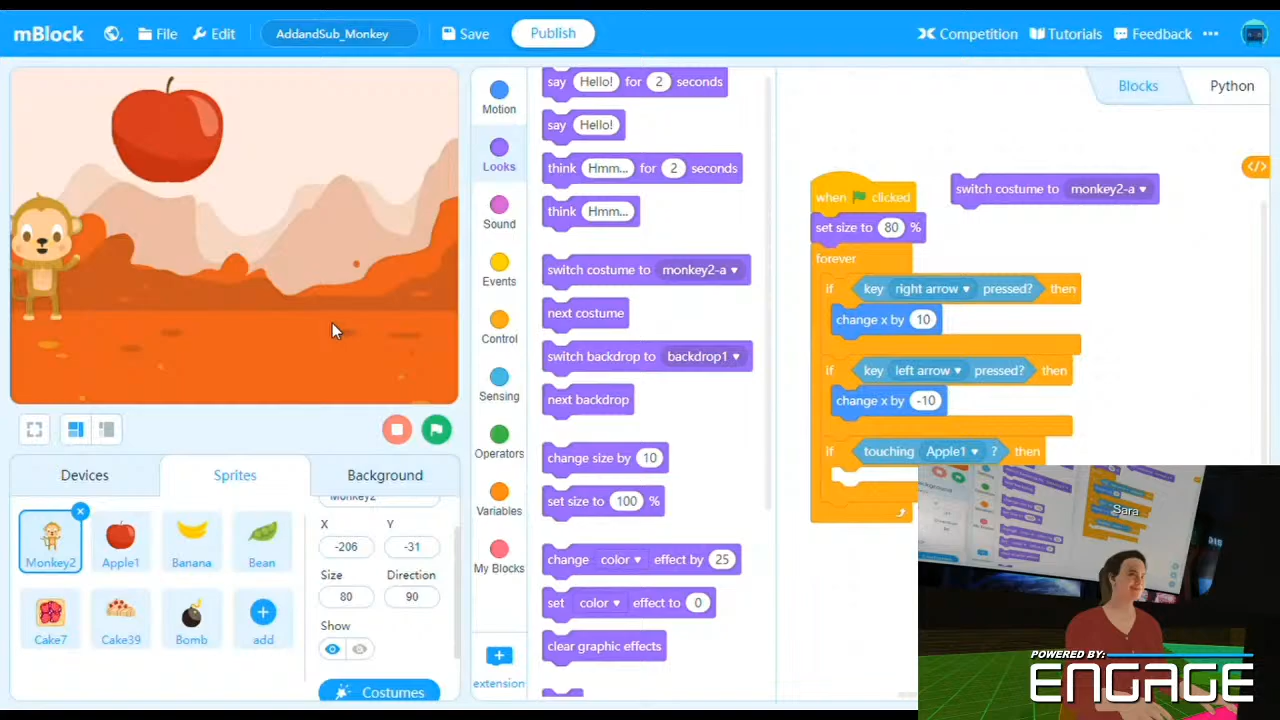 mBlock File Edit AddandSub_Monkey Save Publish Competition Tutorials Feedback
Blocks Python
Motion
Looks
Sound
Events
Control
Sensing
Operators
Variables
My Blocks
extension
say Hello! for 2 seconds
say Hello!
think Hmm... for 2 seconds
think Hmm...
switch costume to monkey2-a
next costume
switch backdrop to backdrop1
next backdrop
change size by 10
set size to 100 %
change color effect by 25
set color effect to 0
clear graphic effects
when clicked
set size to 80 %
forever
if key right arrow pressed? then
change x by 10
if key left arrow pressed? then
change x by -10
if touching Apple1 ? then
switch costume to monkey2-a
Devices Sprites Background
Monkey2 Apple1 Banana Bean
Cake7 Cake39 Bomb add
Monkey2
X Y
-206 -31
Size Direction
80 90
Show
Costumes
Sara
POWERED BY:
ENGAGE